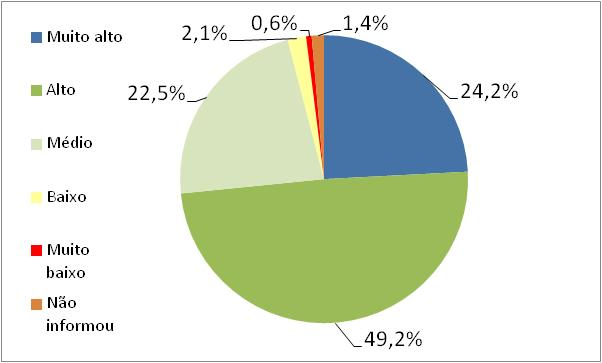 Muito alto
Alto
Médio
Baixo
Muito
baixo
Não
informou
2,1%
0,6%
1,4%
22,5%
24,2%
49,2%